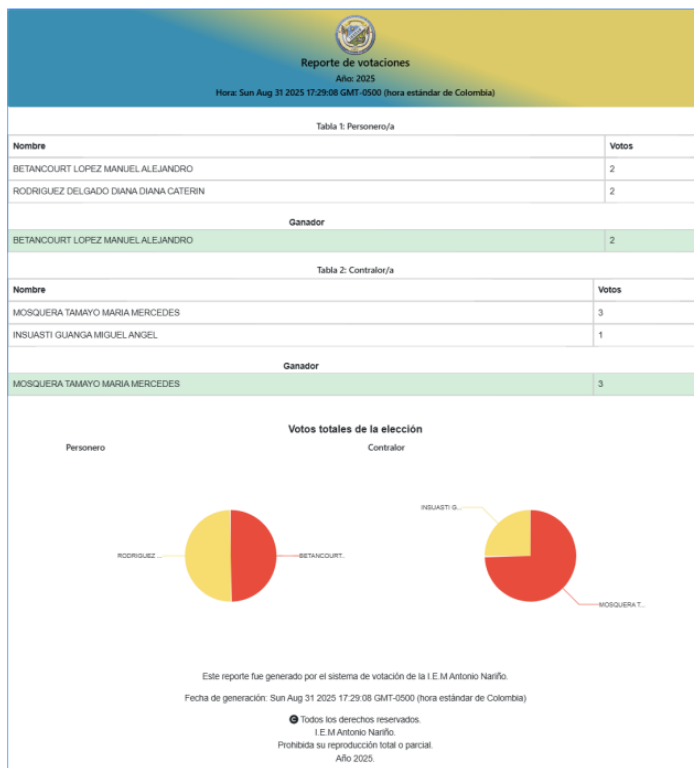 Reporte de votaciones
Año: 2025
Hora: Sun Aug 31 2025 17:29:08 GMT-0500 (hora estándar de Colombia)
Tabla 1: Personero/a
Nombre Votos
BETANCOURT LOPEZ MANUEL ALEJANDRO 2
RODRIGUEZ DELGADO DIANA DIANA CATERIN 2
Ganador
BETANCOURT LOPEZ MANUEL ALEJANDRO 2
Tabla 2: Contralor/a
Nombre Votos
MOSQUERA TAMAYO MARIA MERCEDES 3
INSUASTI GUANGA MIGUEL ANGEL 1
Ganador
MOSQUERA TAMAYO MARIA MERCEDES 3
Votos totales de la elección
Personero Contralor
INSUASTI G...
RODRIGUEZ ... BETANCOURT...
MOSQUERA T...
Este reporte fue generado por el sistema de votación de la I.E.M Antonio Nariño.
Fecha de generación: Sun Aug 31 2025 17:29:08 GMT-0500 (hora estándar de Colombia)
C Todos los derechos reservados.
I.E.M Antonio Nariño.
Prohibida su reproducción total o parcial.
Año 2025.